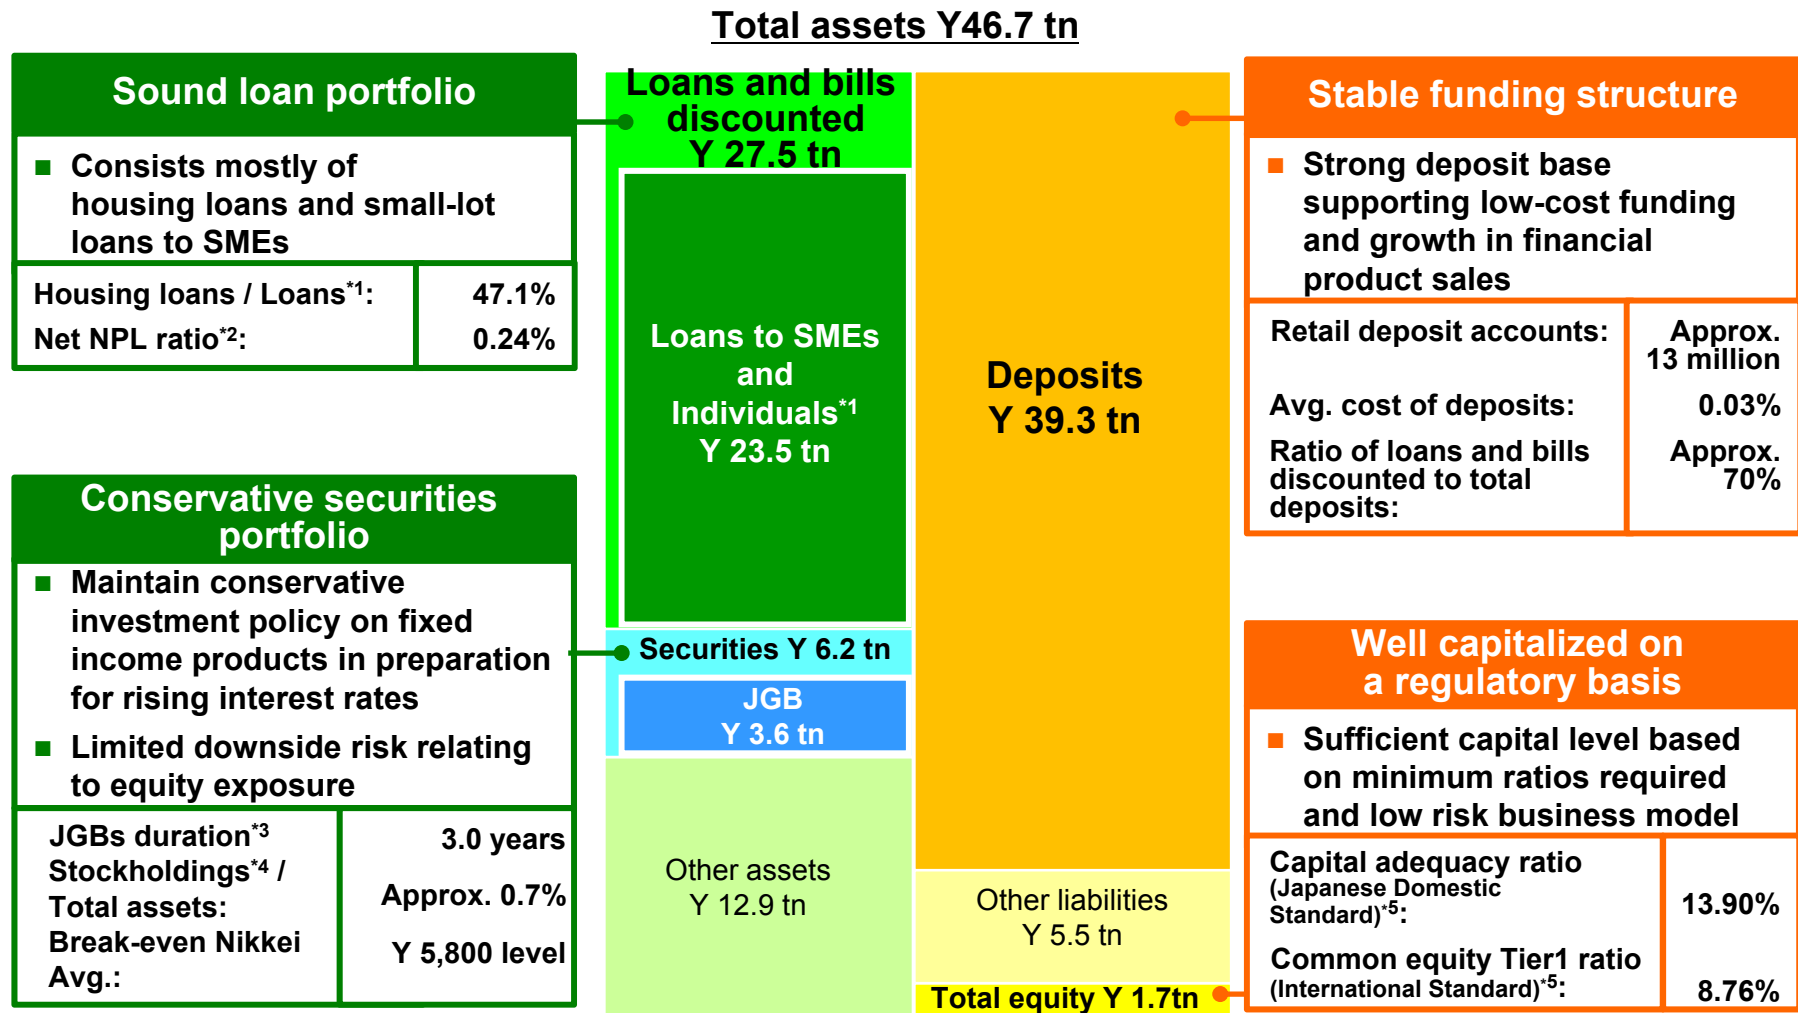 Total assets Y46.7 tn
Sound loan portfolio
■ Consists mostly of
housing loans and small-lot
loans to SMEs
Housing loans / Loans*1: 47.1%
Net NPL ratio*2: 0.24%
Conservative securities
portfolio
■ Maintain conservative
investment policy on fixed
income products in preparation
for rising interest rates
■ Limited downside risk relating
to equity exposure
JGBs duration*3 3.0 years
Stockholdings*4 /
Total assets: Approx. 0.7%
Break-even Nikkei
Avg.: Y 5,800 level
Loans and bills
discounted
Y 27.5 tn
Loans to SMEs
and
Individuals*1
Y 23.5 tn
Securities Y 6.2 tn
JGB
Y 3.6 tn
Other assets
Y 12.9 tn
Deposits
Y 39.3 tn
Other liabilities
Y 5.5 tn
Total equity Y 1.7tn
Stable funding structure
■ Strong deposit base
supporting low-cost funding
and growth in financial
product sales
Retail deposit accounts: Approx.
13 million
Avg. cost of deposits: 0.03%
Ratio of loans and bills Approx.
discounted to total 70%
deposits:
Well capitalized on
a regulatory basis
■ Sufficient capital level based
on minimum ratios required
and low risk business model
Capital adequacy ratio
(Japanese Domestic
Standard)*5: 13.90%
Common equity Tier1 ratio
(International Standard)*5: 8.76%